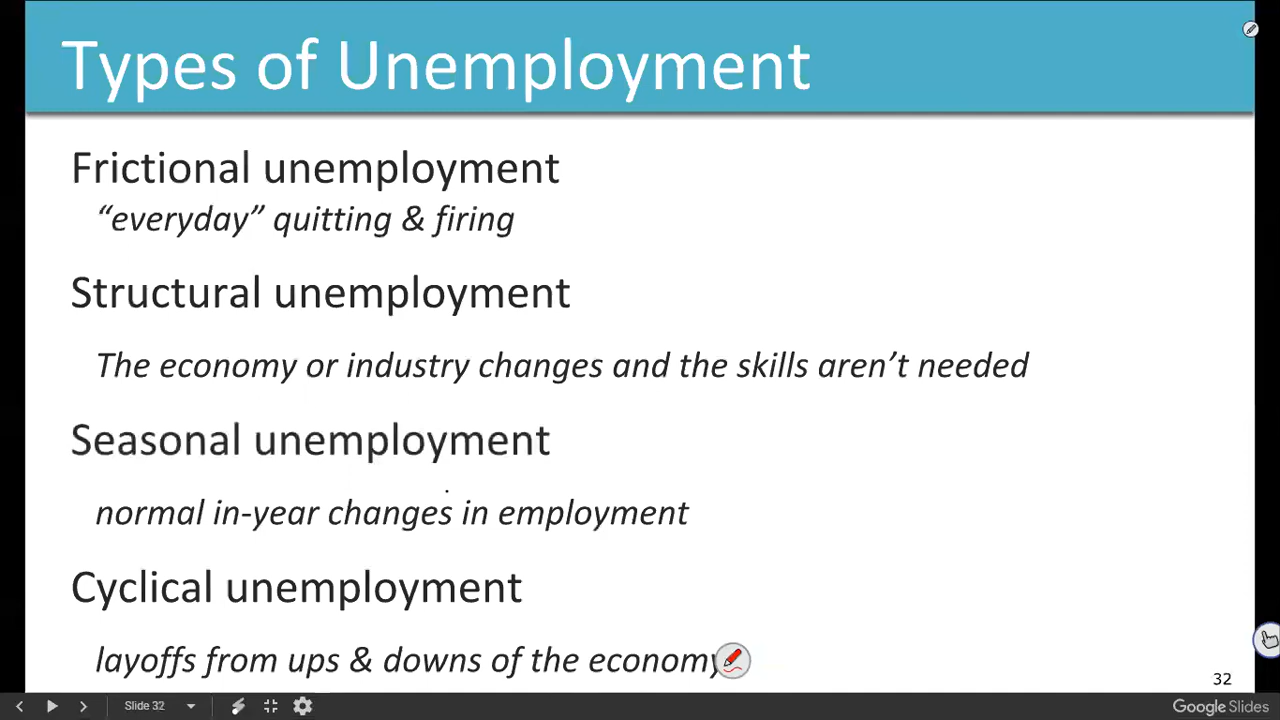 Types of Unemployment
Frictional unemployment
“everyday” quitting & firing
Structural unemployment
The economy or industry changes and the skills aren’t needed
Seasonal unemployment
normal in-year changes in employment
Cyclical unemployment
layoffs from ups & downs of the economy
32
Slide 32
Google Slides